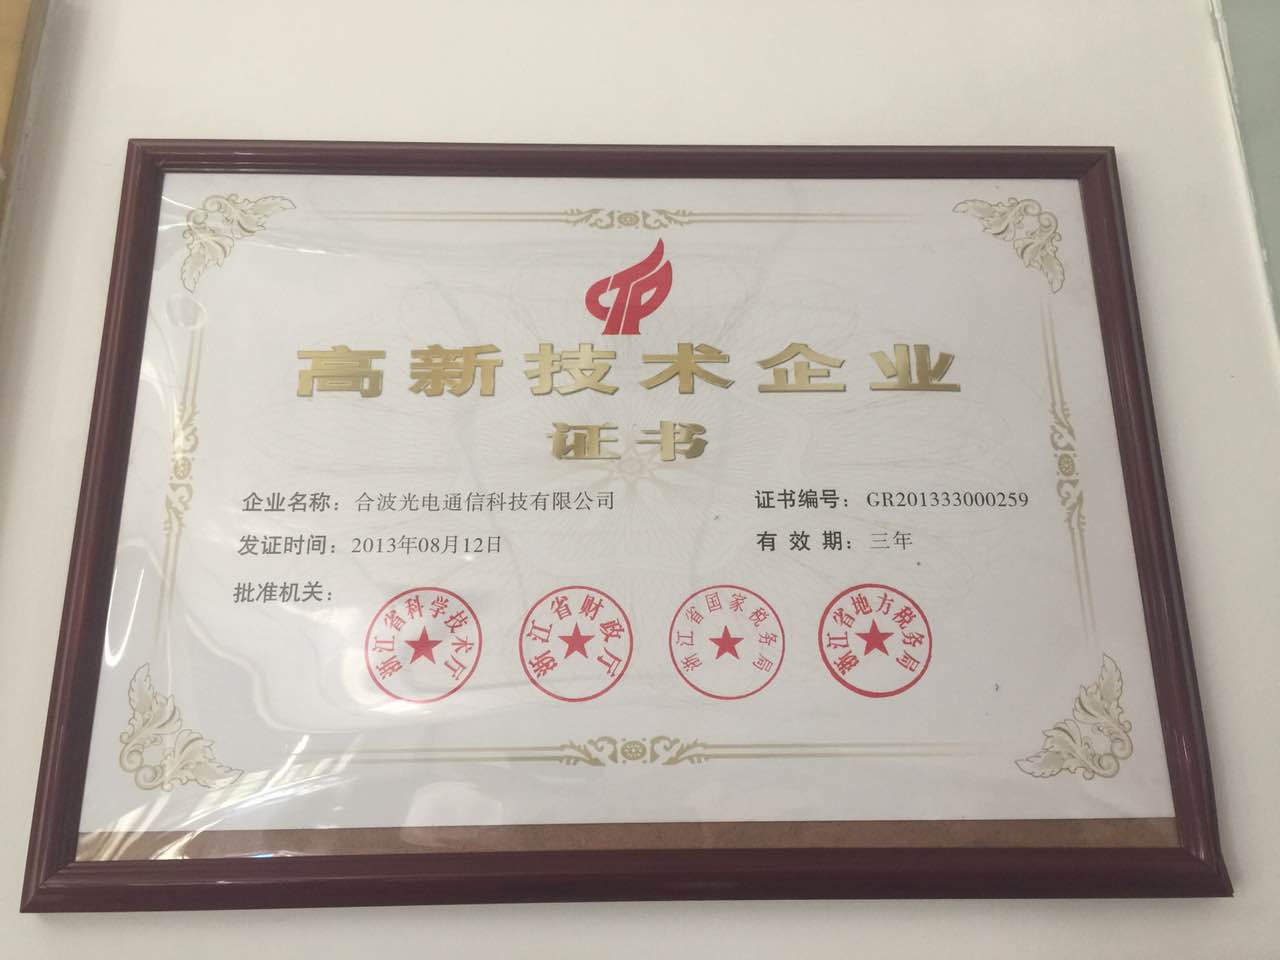 CTP
高新技术企业
证书
企业名称：合波光电通信科技有限公司
证书编号：GR201333000259
发证时间：2013年08月12日
有效期：三年
批准机关：
浙江省科学技术厅
浙江省财政厅
浙江省国家税务局
浙江省地方税务局